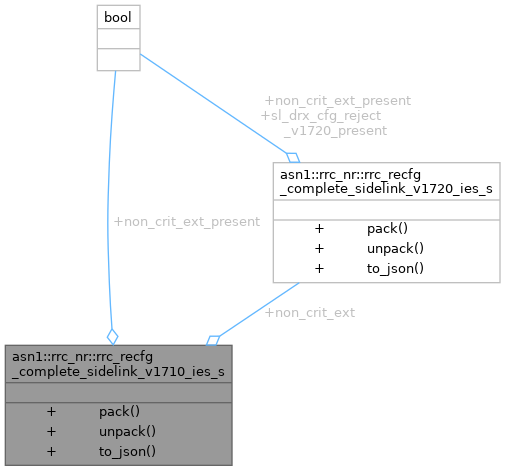 bool
+non_crit_ext_present
+sl_drx_cfg_reject
_v1720_present
asn1::rrc_nr::rrc_recfg
_complete_sidelink_v1720_ies_s
+ pack()
+ unpack()
+ to_json()
+non_crit_ext_present
+non_crit_ext
asn1::rrc_nr::rrc_recfg
_complete_sidelink_v1710_ies_s
+ pack()
+ unpack()
+ to_json()